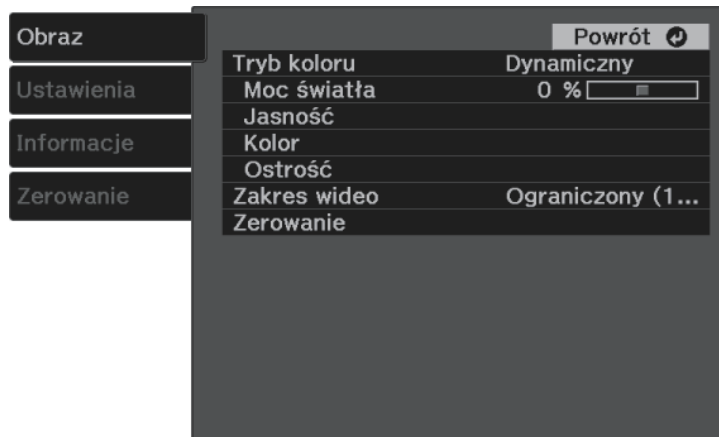 Obraz
Ustawienia
Informacje
Zerowanie
Powrót
Tryb koloru Dynamiczny
Moc światła 0 %
Jasność
Kolor
Ostrość
Zakres wideo Ograniczony (1...
Zerowanie